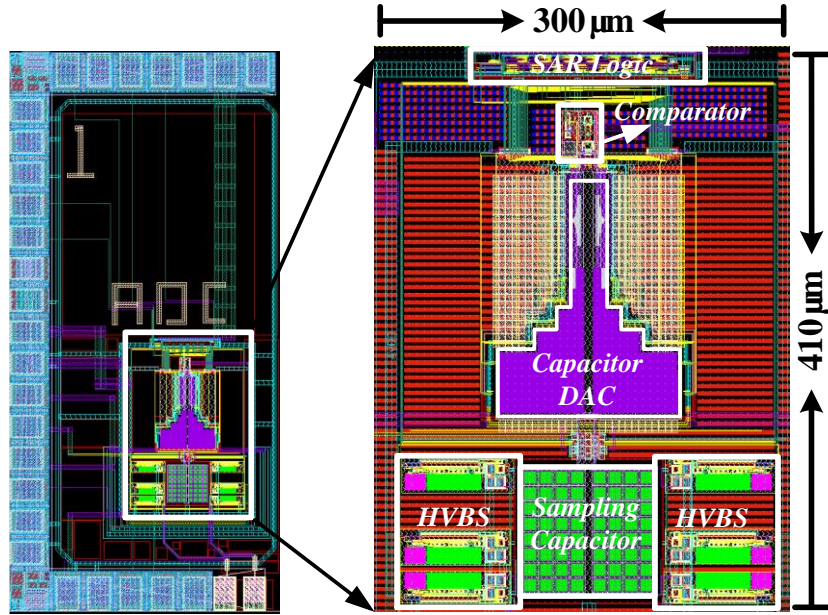 300 μm
SAR Logic
Comparator
1
ADC
410 μm
Capacitor
DAC
HVBS
Sampling
Capacitor
HVBS